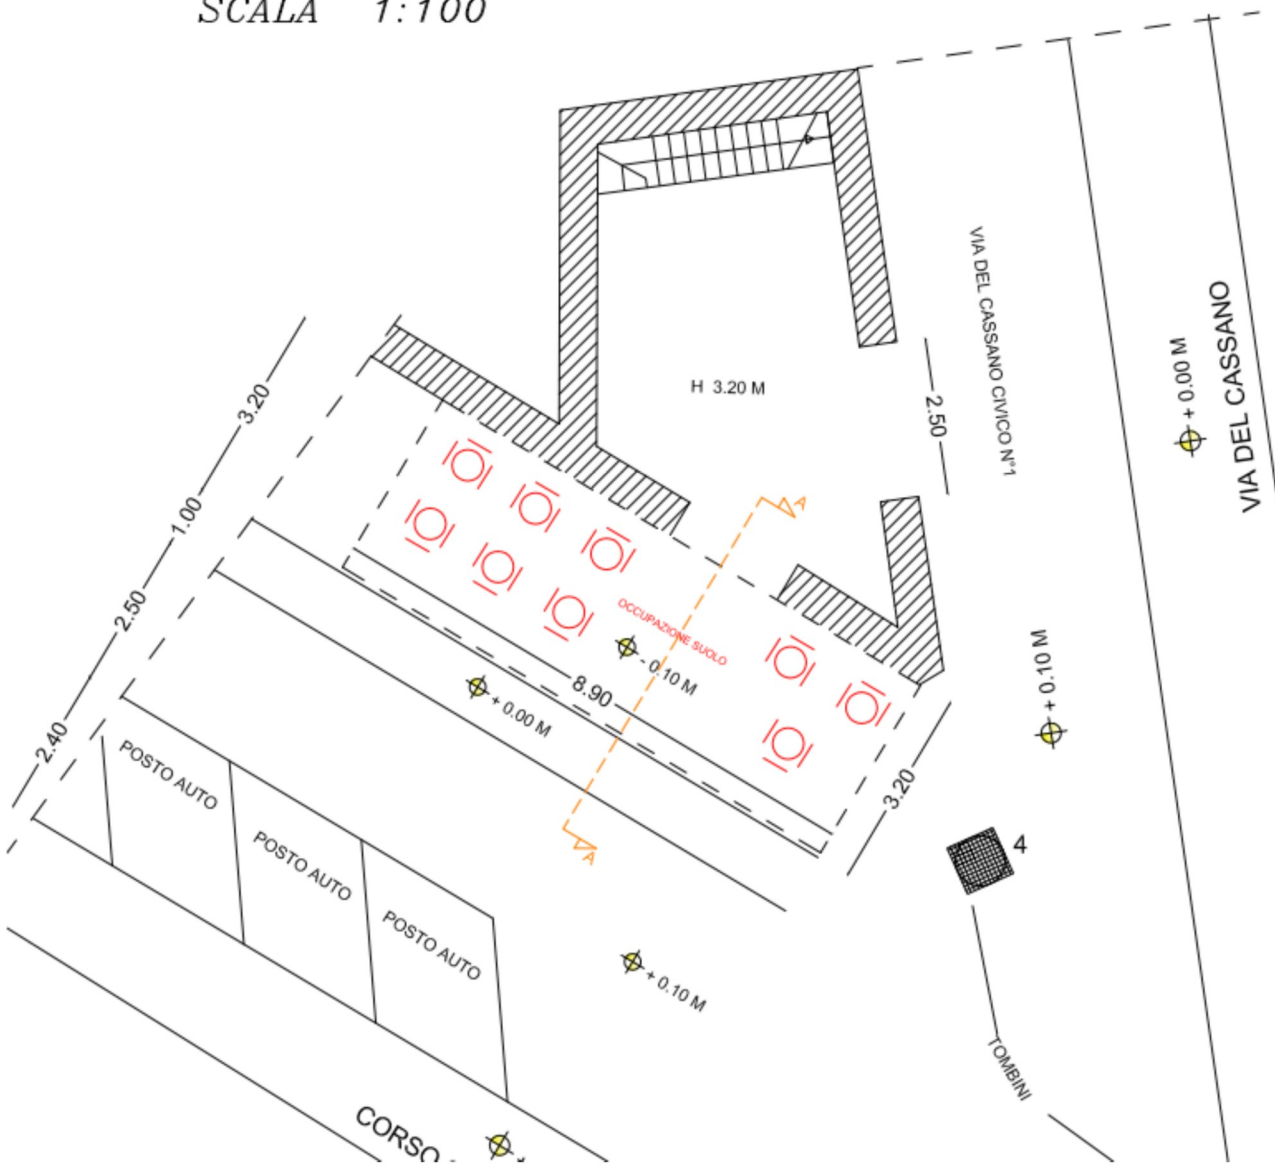 SCALA 1:100
3.20
H 3.20 M
2.50
VIA DEL CASSANO CIVICO N°1
+ 0.00 M
VIA DEL CASSANO
A
1.00
2.50
OCCUPAZIONE SUOLO
- 0.10 M
8.90
+ 0.00 M
+ 0.10 M
2.40
POSTO AUTO
POSTO AUTO
POSTO AUTO
3.20
A
4
+ 0.10 M
TOMBINI
CORSO